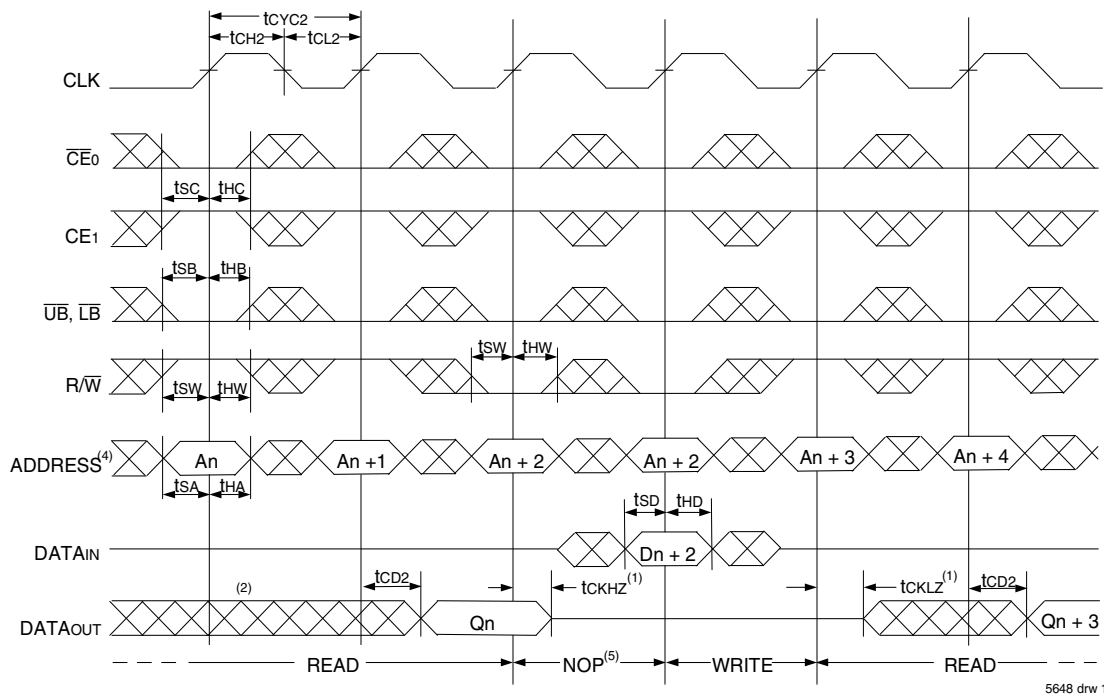 tCYC2
tCH2 tCL2
CLK
CE0
tSC tHC
CE1
tSB tHB
UB, LB
tSW tHW
R/W
tSW tHW
ADDRESS(4) An An +1 An + 2 An + 2 An + 3 An + 4
tSA tHA
tSD tHD
DATAIN Dn + 2
tCD2 tCKHZ(1) tCKLZ(1) tCD2
(2)
DATAOUT Qn Qn + 3
READ NOP(5) WRITE READ